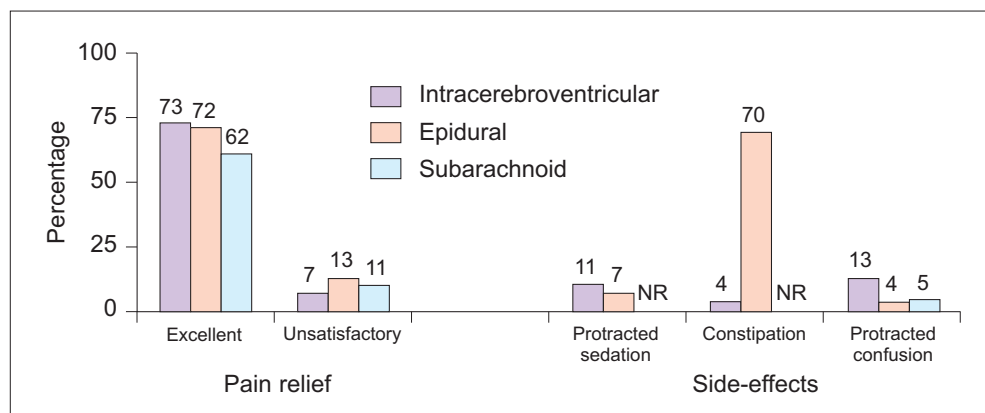 100
75
50
25
0
Percentage
Intracerebroventricular
Epidural
Subarachnoid
73 72 62
7 13 11
11 7 NR
4 70 NR
13 4 5
Excellent Unsatisfactory Protracted sedation Constipation Protracted confusion
Pain relief Side-effects